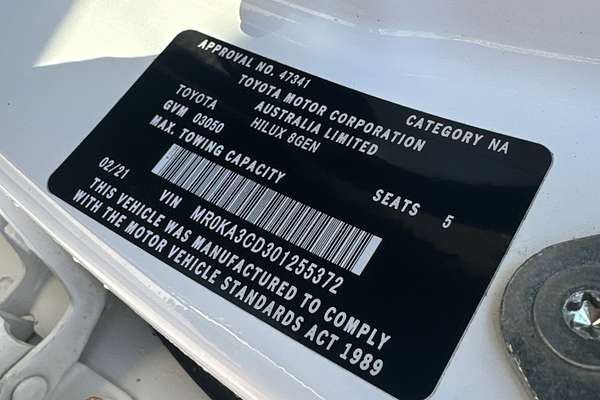 APPROVAL NO. 47341 CATEGORY NA
TOYOTA MOTOR CORPORATION
AUSTRALIA LIMITED
TOYOTA HILUX 8GEN
GVM 03050
MAX. TOWING CAPACITY SEATS 5
02/21 VIN MR0KA3CD301255372
THIS VEHICLE WAS MANUFACTURED TO COMPLY
WITH THE MOTOR VEHICLE STANDARDS ACT 1989